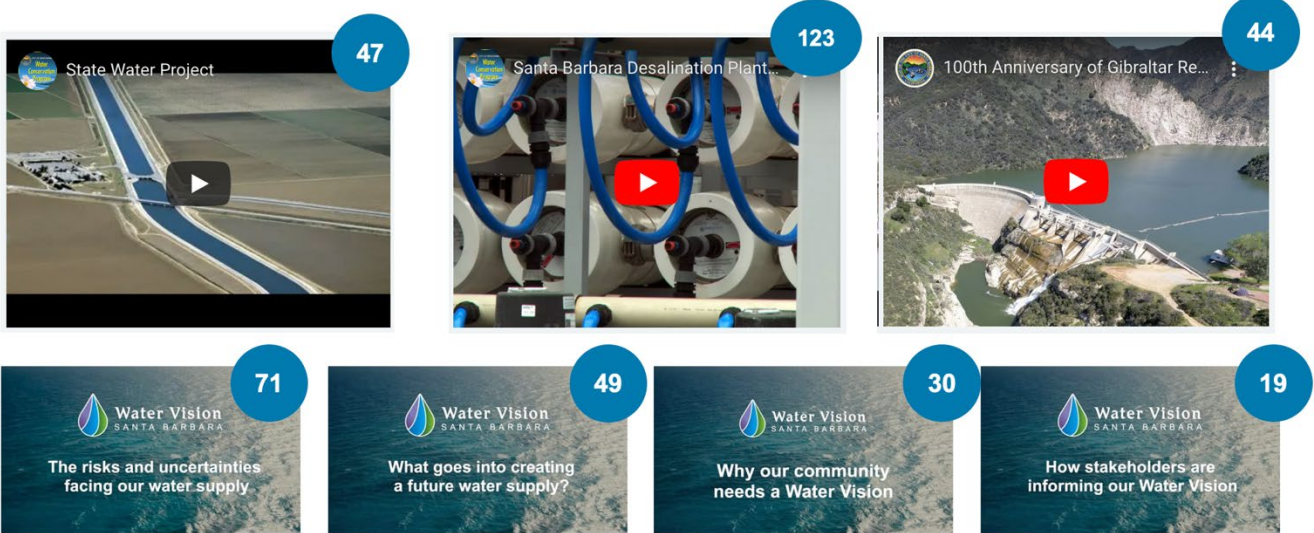 47
State Water Project
123
Santa Barbara Desalination Plant...
44
100th Anniversary of Gibraltar Re...
71
Water Vision
SANTA BARBARA
The risks and uncertainties
facing our water supply
49
Water Vision
SANTA BARBARA
What goes into creating
a future water supply?
30
Water Vision
SANTA BARBARA
Why our community
needs a Water Vision
19
Water Vision
SANTA BARBARA
How stakeholders are
informing our Water Vision